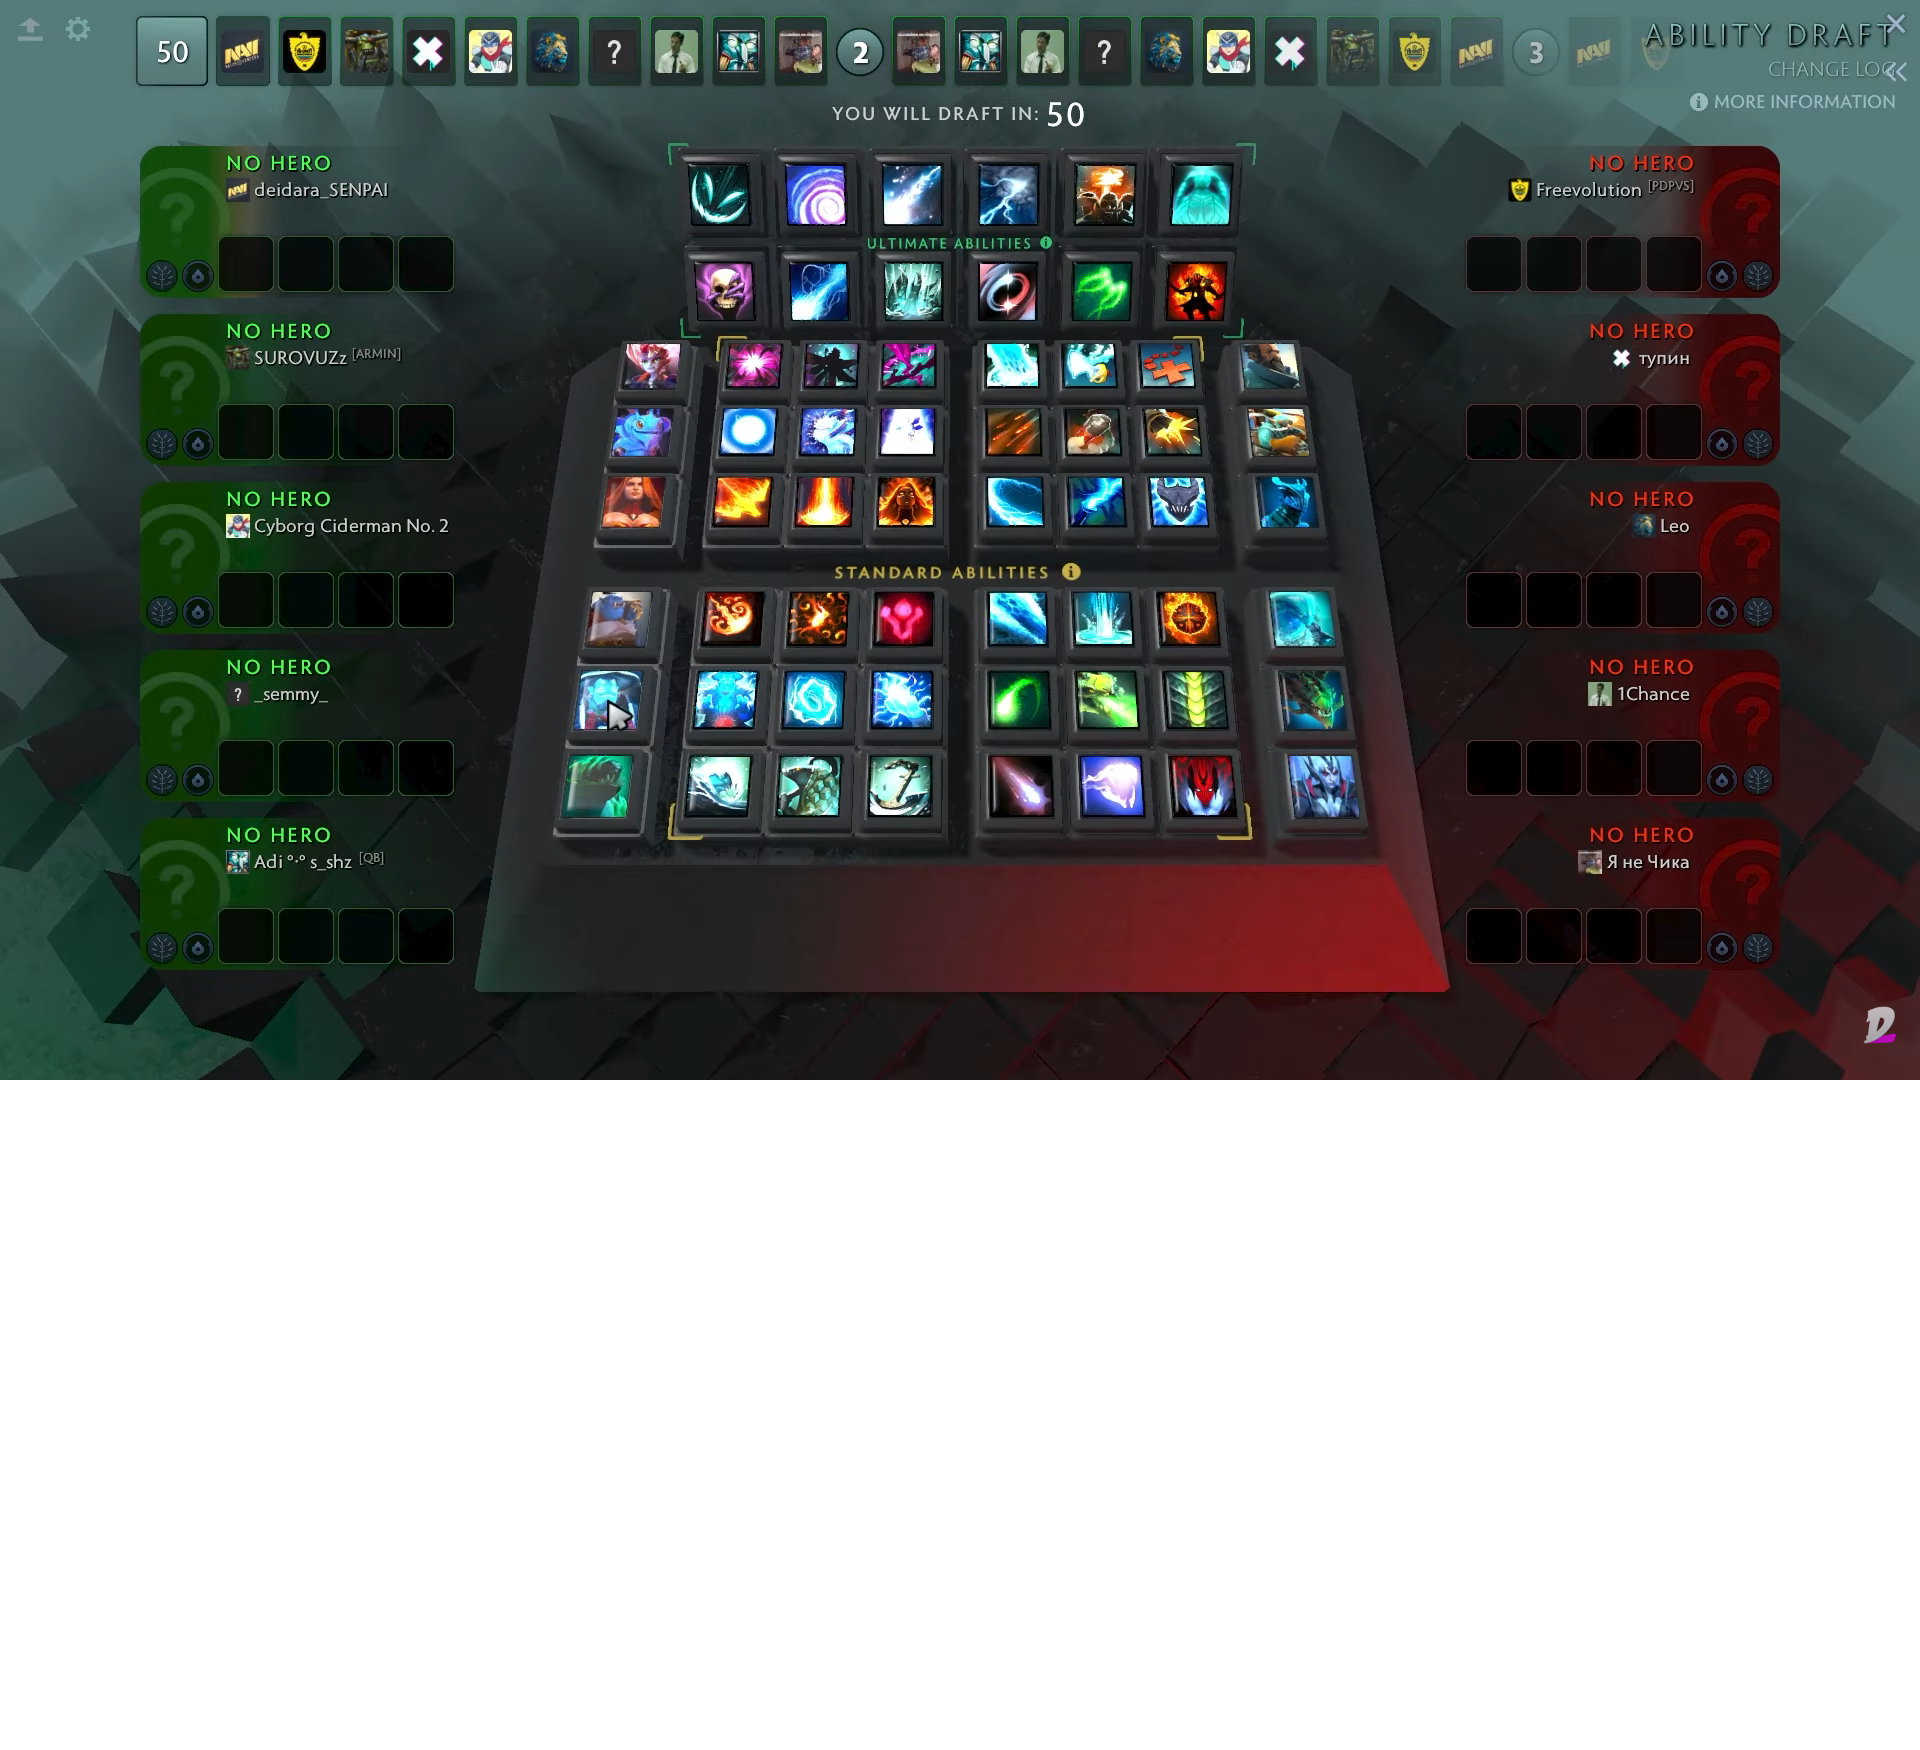 50
2
3
ABILITY DRAFT
CHANGE LOG
MORE INFORMATION
YOU WILL DRAFT IN: 50
ULTIMATE ABILITIES
STANDARD ABILITIES
NO HERO
deidara_SENPAI
NO HERO
SUROVUZz [ARMIN]
NO HERO
Cyborg Ciderman No. 2
NO HERO
_semmy_
NO HERO
Adi °·° s_shz [QB]
NO HERO
Freevolution [PDPVS]
NO HERO
тупин
NO HERO
Leo
NO HERO
1Chance
NO HERO
Я не Чика